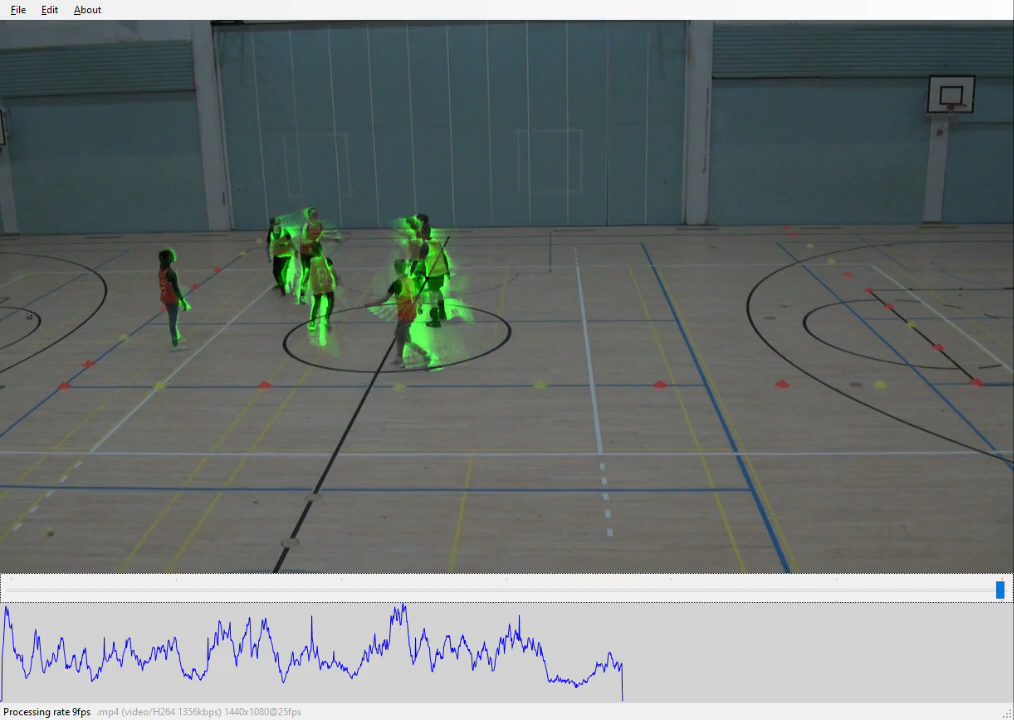 File Edit About
Processing rate 9fps .mp4 (video/H264 1356kbps) 1440x1080@25fps